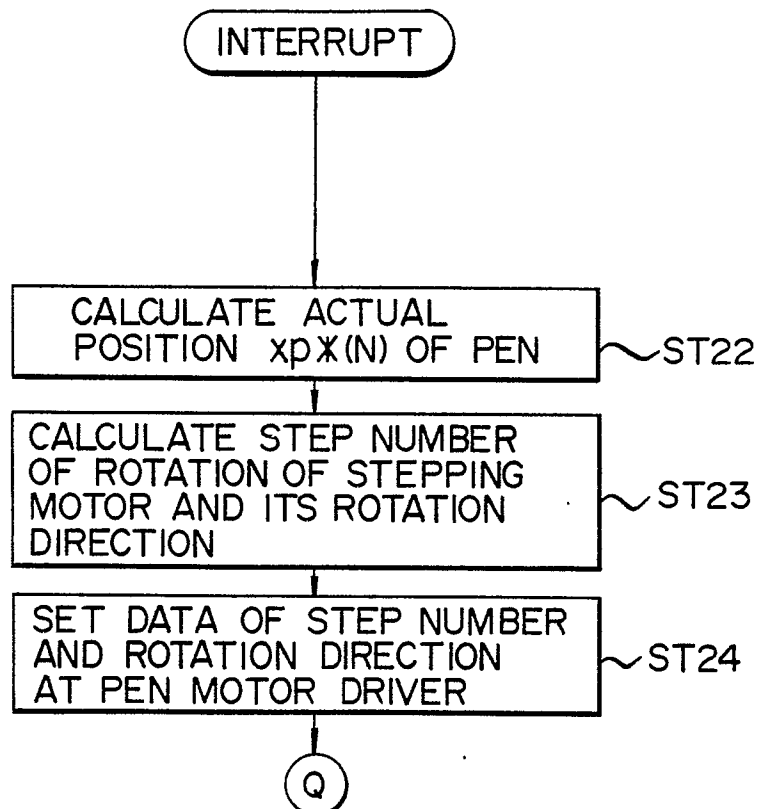 INTERRUPT
CALCULATE ACTUAL
POSITION xp※(N) OF PEN
ST22
CALCULATE STEP NUMBER
OF ROTATION OF STEPPING
MOTOR AND ITS ROTATION
DIRECTION
ST23
SET DATA OF STEP NUMBER
AND ROTATION DIRECTION
AT PEN MOTOR DRIVER
ST24
Q